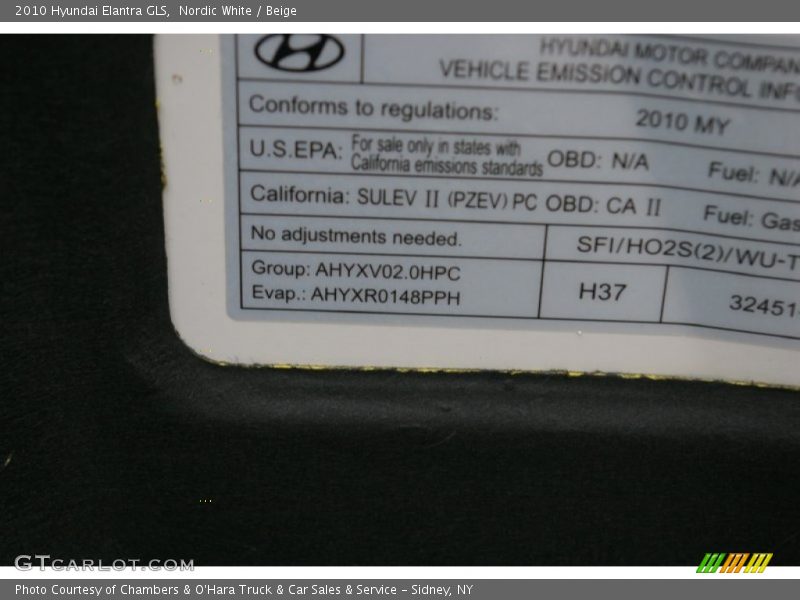 2010 Hyundai Elantra GLS, Nordic White / Beige
HYUNDAI MOTOR COMPAN
VEHICLE EMISSION CONTROL INF
Conforms to regulations: 2010 MY
U.S.EPA: For sale only in states with California emissions standards OBD: N/A Fuel: N/A
California: SULEV II (PZEV) PC OBD: CA II Fuel: Gas
No adjustments needed. SFI/HO2S(2)/WU-T
Group: AHYXV02.0HPC
Evap.: AHYXR0148PPH
H37
32451
GTcarlot.com
Photo Courtesy of Chambers & O'Hara Truck & Car Sales & Service - Sidney, NY